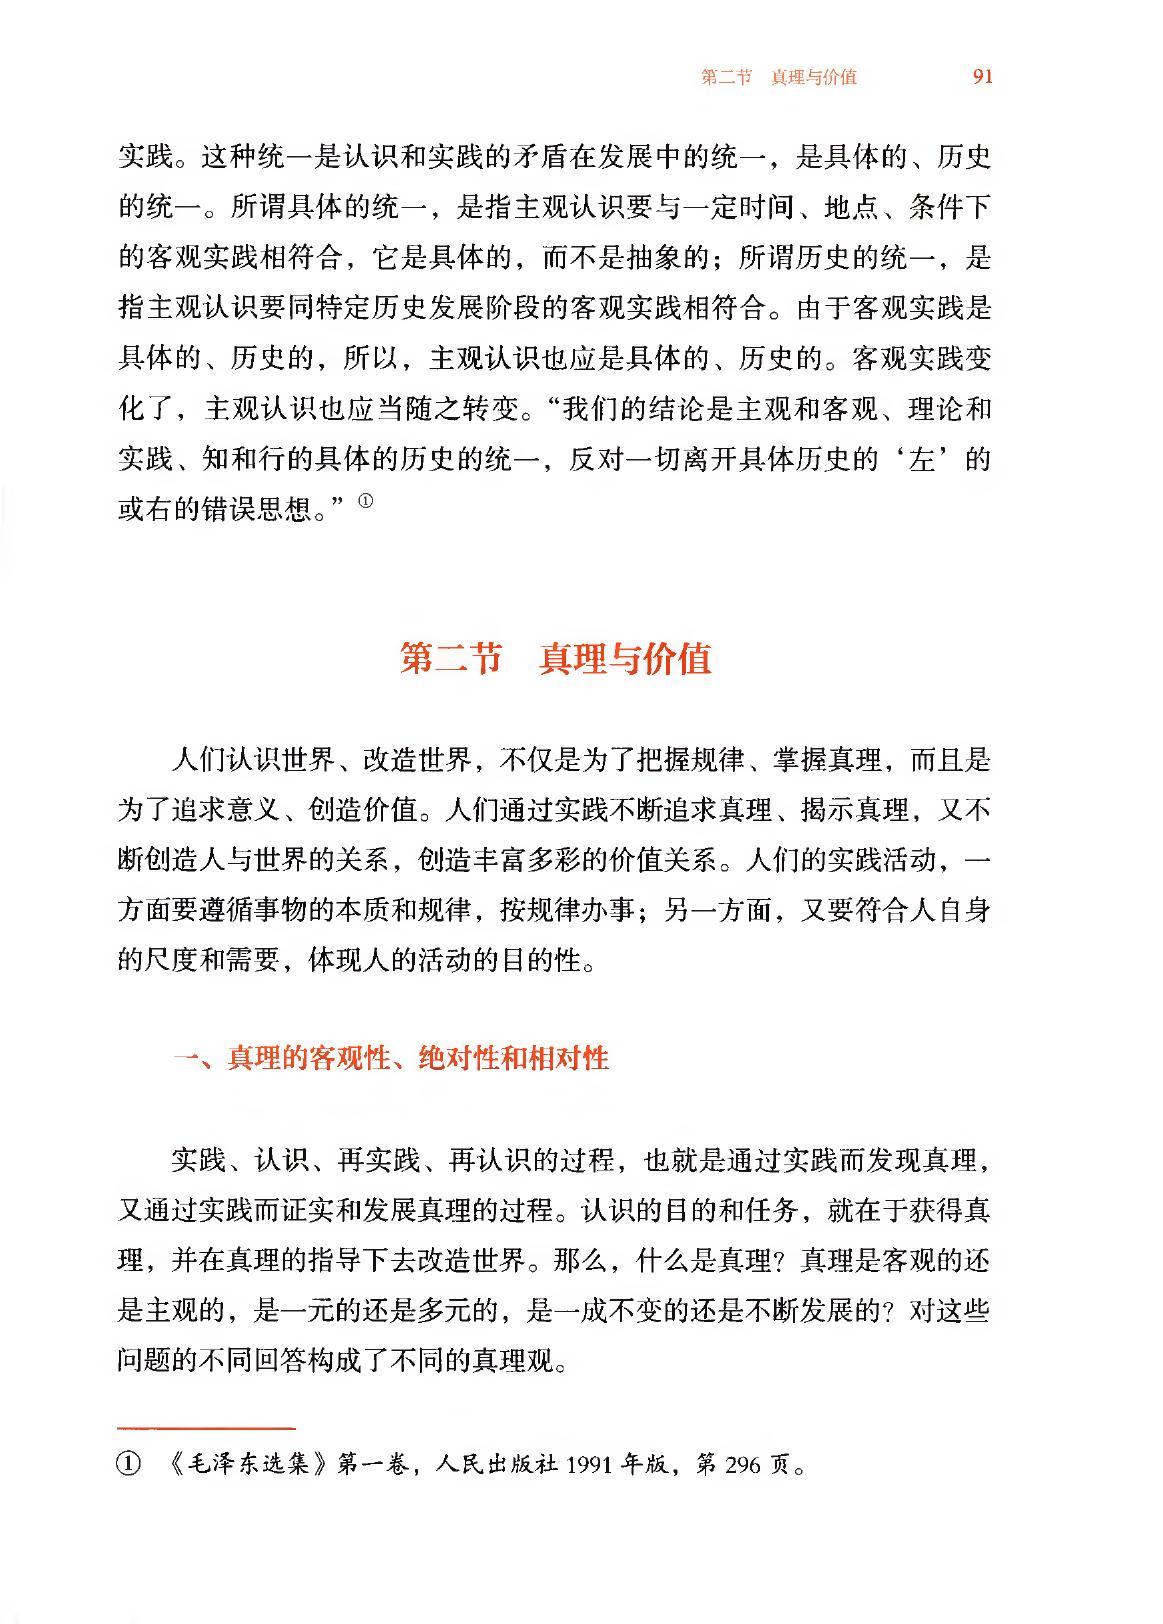 第二节　真理与价值　91
实践。这种统一是认识和实践的矛盾在发展中的统一，是具体的、历史
的统一。所谓具体的统一，是指主观认识要与一定时间、地点、条件下
的客观实践相符合，它是具体的，而不是抽象的；所谓历史的统一，是
指主观认识要同特定历史发展阶段的客观实践相符合。由于客观实践是
具体的、历史的，所以，主观认识也应是具体的、历史的。客观实践变
化了，主观认识也应当随之转变。“我们的结论是主观和客观、理论和
实践、知和行的具体的历史的统一，反对一切离开具体历史的‘左’的
或右的错误思想。”①
第二节　真理与价值
人们认识世界、改造世界，不仅是为了把握规律、掌握真理，而且是
为了追求意义、创造价值。人们通过实践不断追求真理、揭示真理，又不
断创造人与世界的关系，创造丰富多彩的价值关系。人们的实践活动，一
方面要遵循事物的本质和规律，按规律办事；另一方面，又要符合人自身
的尺度和需要，体现人的活动的目的性。
一、真理的客观性、绝对性和相对性
实践、认识、再实践、再认识的过程，也就是通过实践而发现真理，
又通过实践而证实和发展真理的过程。认识的目的和任务，就在于获得真
理，并在真理的指导下去改造世界。那么，什么是真理？真理是客观的还
是主观的，是一元的还是多元的，是一成不变的还是不断发展的？对这些
问题的不同回答构成了不同的真理观。
①　《毛泽东选集》第一卷，人民出版社 1991 年版，第 296 页。